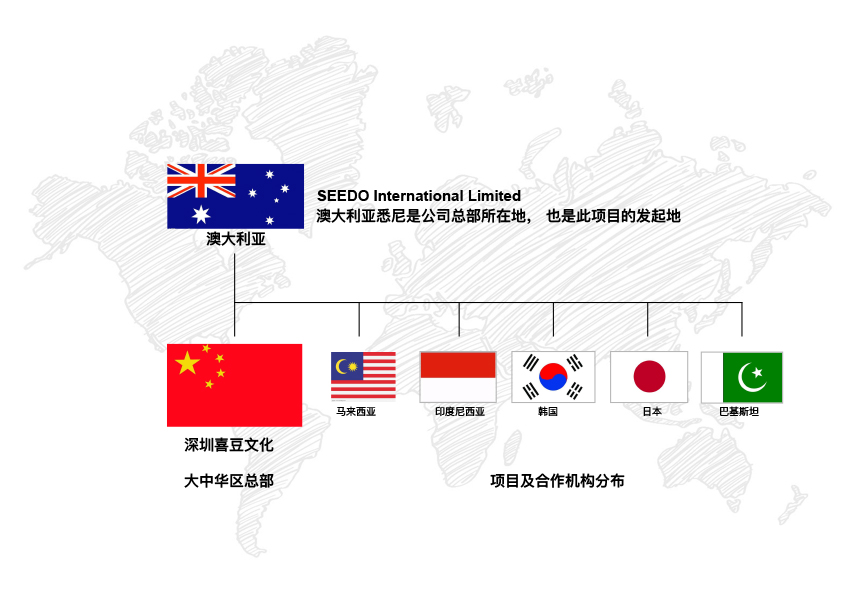 SEEDO International Limited
澳大利亚悉尼是公司总部所在地， 也是此项目的发起地
澳大利亚
马来西亚
印度尼西亚
韩国
日本
巴基斯坦
深圳喜豆文化
大中华区总部
项目及合作机构分布